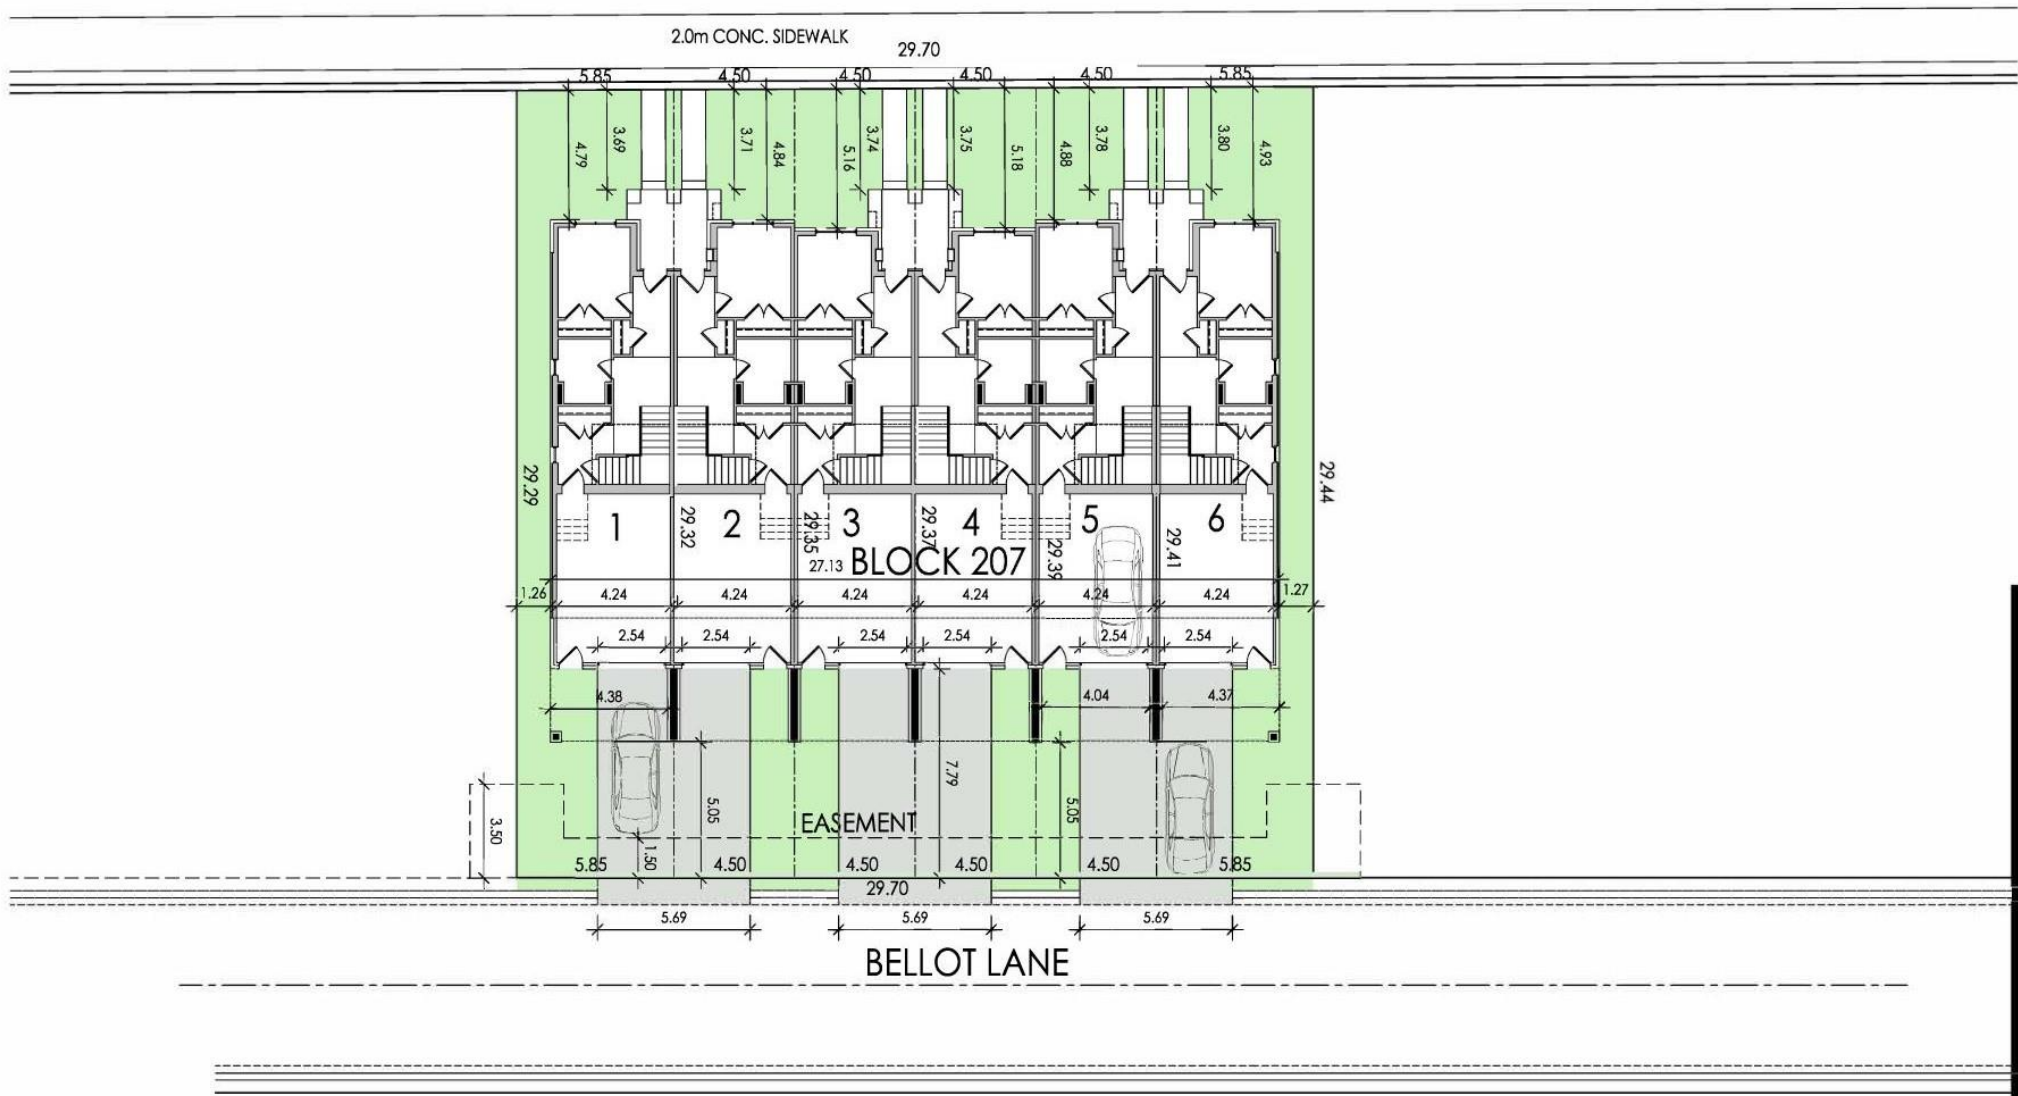 2.0m CONC. SIDEWALK
29.70
5.85 4.50 4.50 4.50 4.50 5.85
4.79 3.69 3.71 4.84 5.16 3.74 3.75 5.18 4.88 3.78 3.80 4.93
29.29 29.44
1 2 3 4 5 6
29.32 29.35 29.37 29.39 29.41
27.13 BLOCK 207
1.26 4.24 4.24 4.24 4.24 4.24 4.24 1.27
2.54 2.54 2.54 2.54 2.54 2.54
4.38 4.04 4.37
3.50 5.05 7.79 5.05
EASEMENT
1.50
5.85 4.50 4.50 4.50 4.50 5.85
29.70
5.69 5.69 5.69
BELLOT LANE